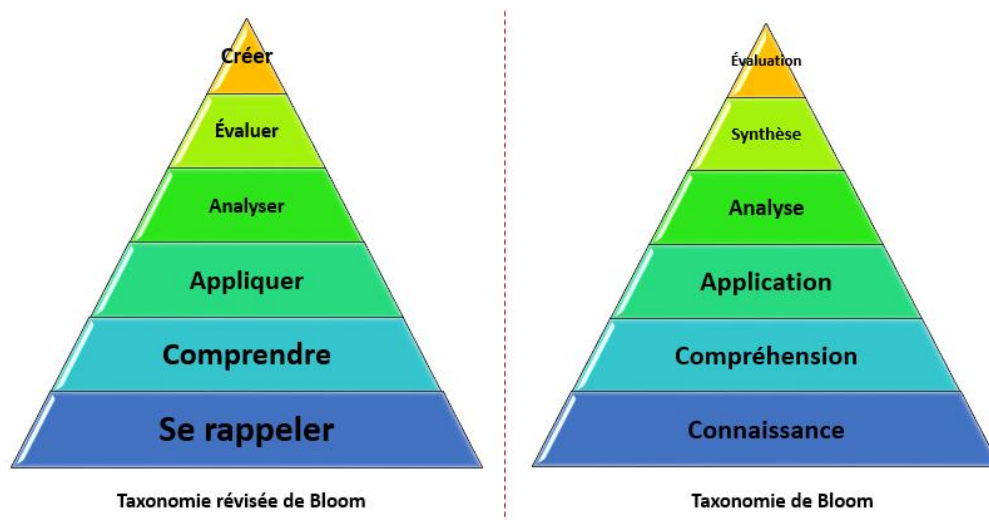 Créer
Évaluer
Analyser
Appliquer
Comprendre
Se rappeler
Taxonomie révisée de Bloom
Évaluation
Synthèse
Analyse
Application
Compréhension
Connaissance
Taxonomie de Bloom